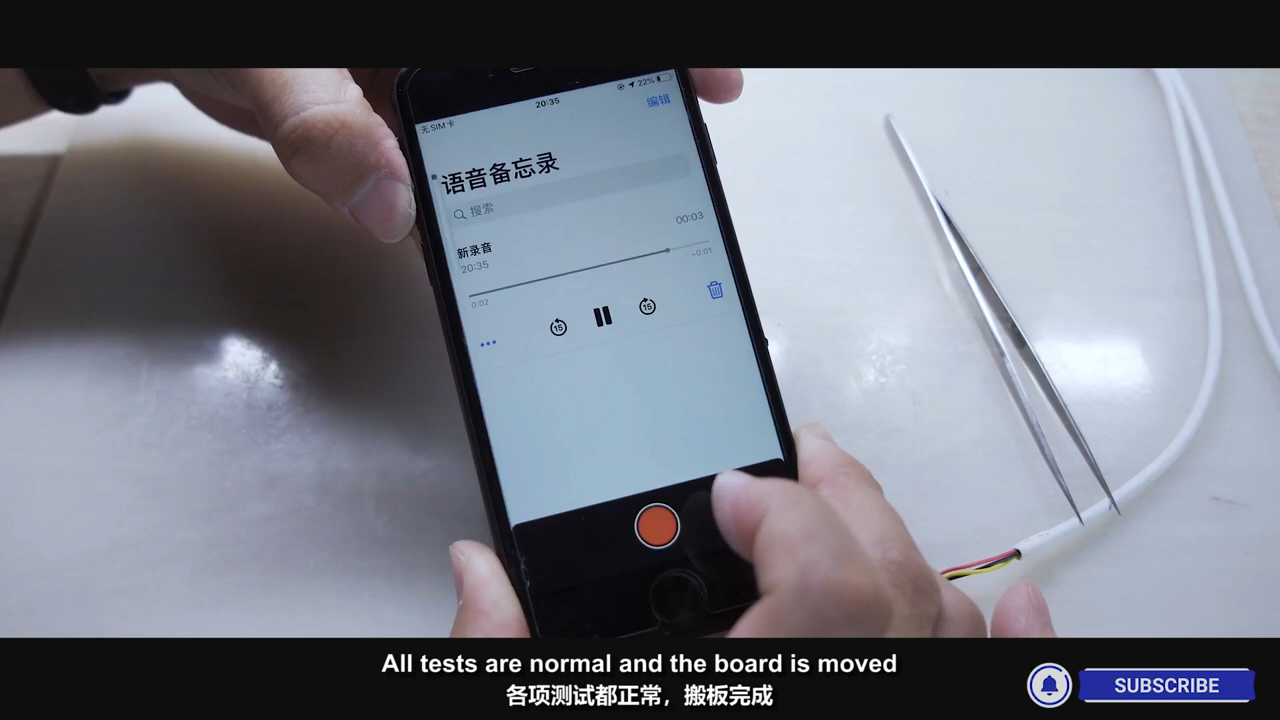 20:35
22%
无SIM卡
编辑
语音备忘录
搜索
新录音
00:03
20:35
0:02
-0:01
15
15
All tests are normal and the board is moved
各项测试都正常，搬板完成
SUBSCRIBE